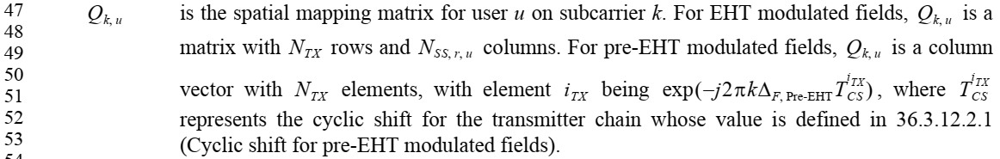 47 Q_{k, u} is the spatial mapping matrix for user u on subcarrier k. For EHT modulated fields, Q_{k, u} is a
48
49 matrix with N_{TX} rows and N_{SS, r, u} columns. For pre-EHT modulated fields, Q_{k, u} is a column
50
51 vector with N_{TX} elements, with element i_{TX} being exp(–j2πkΔ_{F, Pre-EHT}T_{CS}^{i_{TX}}), where T_{CS}^{i_{TX}}
52 represents the cyclic shift for the transmitter chain whose value is defined in 36.3.12.2.1
53 (Cyclic shift for pre-EHT modulated fields).
54